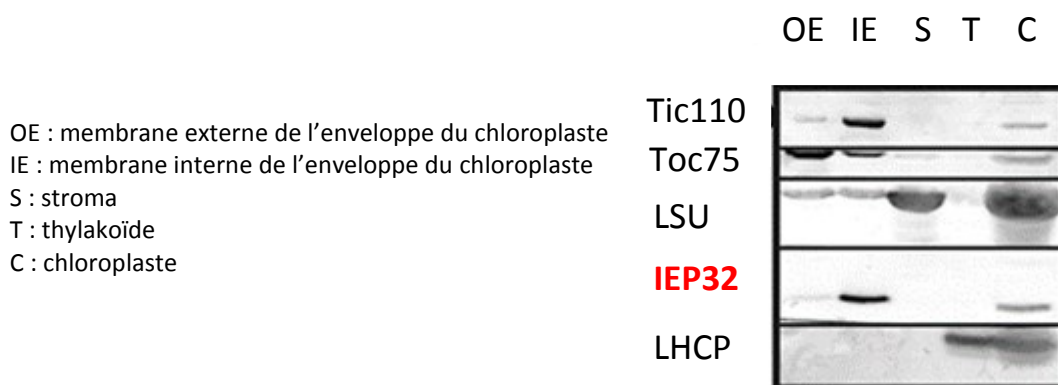 OE IE S T C
OE : membrane externe de l’enveloppe du chloroplaste
IE : membrane interne de l’enveloppe du chloroplaste
S : stroma
T : thylakoïde
C : chloroplaste
Tic110
Toc75
LSU
IEP32
LHCP